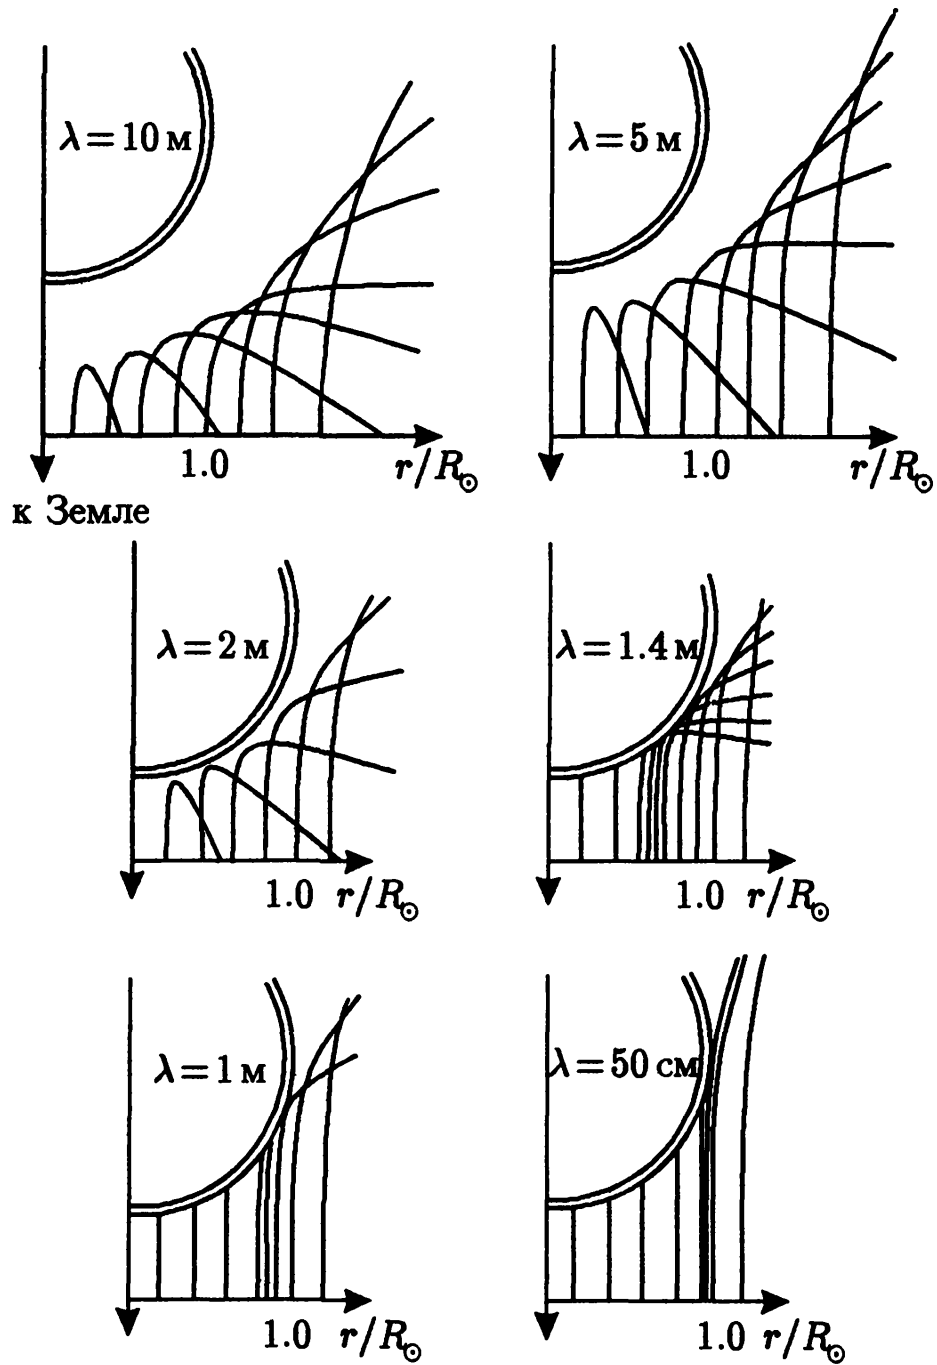 λ = 10 м
λ = 5 м
1.0
r/R⊙
1.0
r/R⊙
к Земле
λ = 2 м
λ = 1.4 м
1.0
r/R⊙
1.0
r/R⊙
λ = 1 м
λ = 50 см
1.0
r/R⊙
1.0
r/R⊙